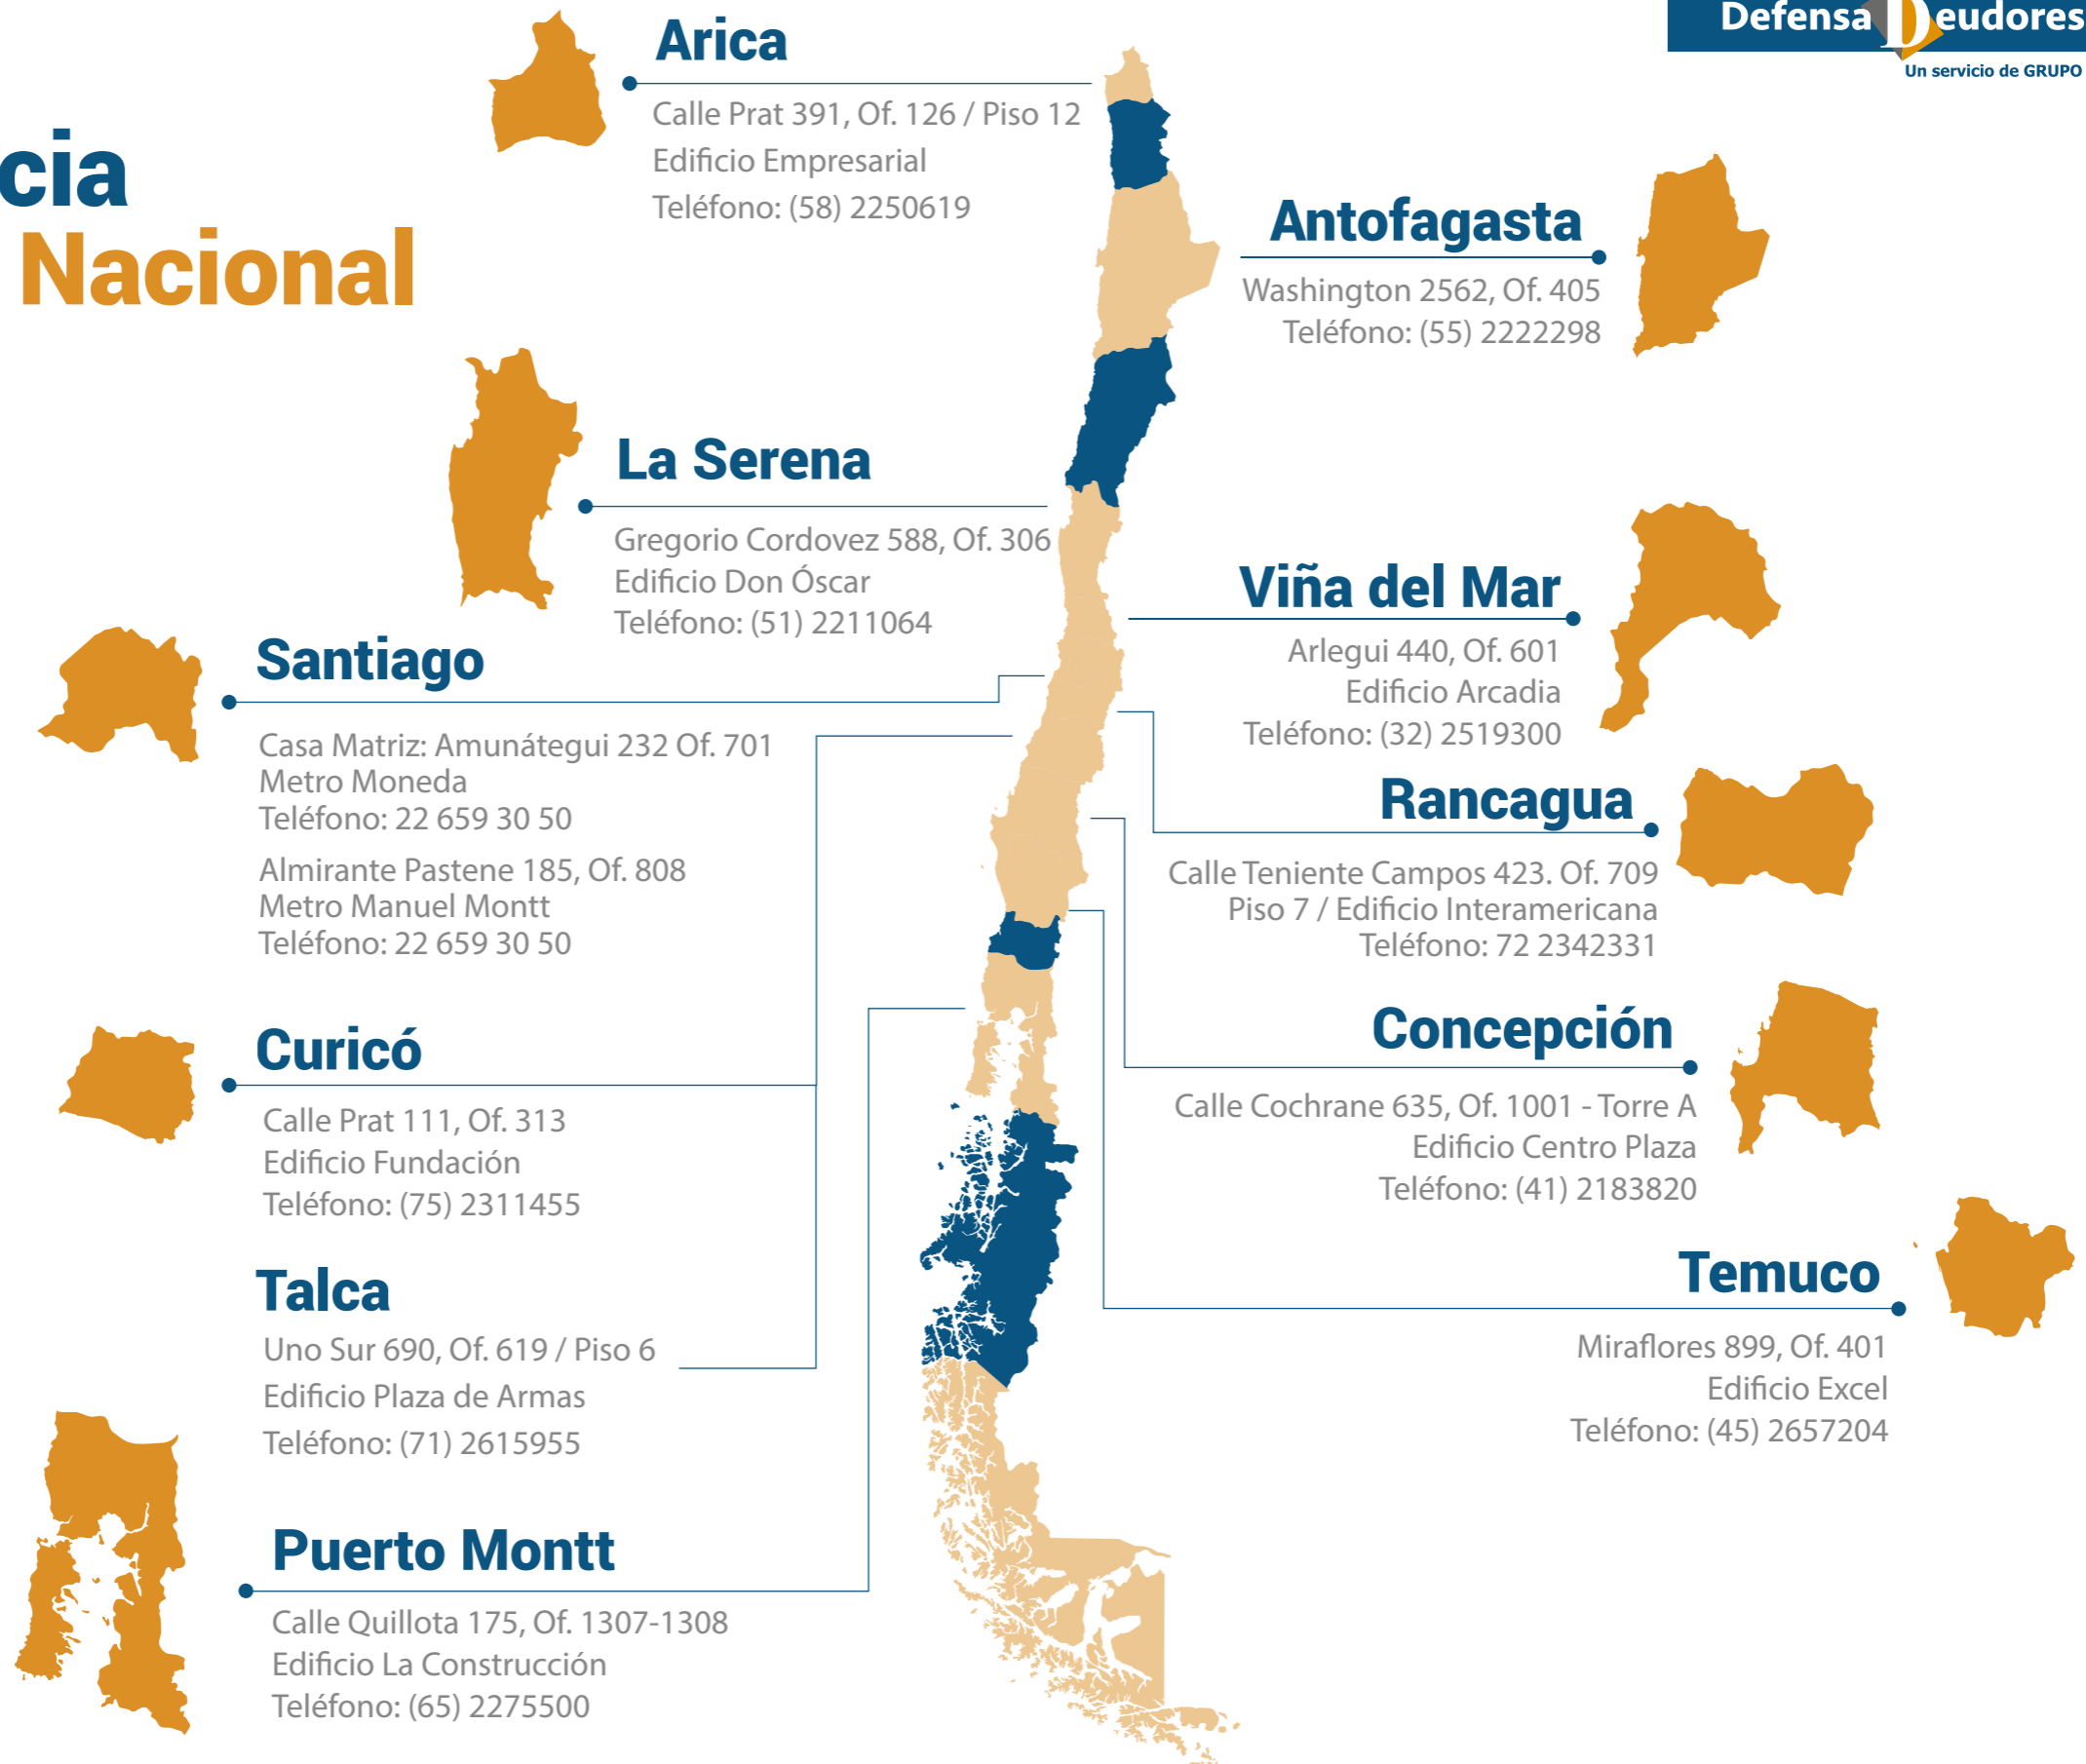 Defensa Deudores
Un servicio de GRUPO
cia
Nacional
Arica
Calle Prat 391, Of. 126 / Piso 12
Edificio Empresarial
Teléfono: (58) 2250619
Antofagasta
Washington 2562, Of. 405
Teléfono: (55) 2222298
La Serena
Gregorio Cordovez 588, Of. 306
Edificio Don Óscar
Teléfono: (51) 2211064
Viña del Mar
Arlegui 440, Of. 601
Edificio Arcadia
Teléfono: (32) 2519300
Santiago
Casa Matriz: Amunátegui 232 Of. 701
Metro Moneda
Teléfono: 22 659 30 50
Almirante Pastene 185, Of. 808
Metro Manuel Montt
Teléfono: 22 659 30 50
Rancagua
Calle Teniente Campos 423. Of. 709
Piso 7 / Edificio Interamericana
Teléfono: 72 2342331
Curicó
Calle Prat 111, Of. 313
Edificio Fundación
Teléfono: (75) 2311455
Concepción
Calle Cochrane 635, Of. 1001 - Torre A
Edificio Centro Plaza
Teléfono: (41) 2183820
Talca
Uno Sur 690, Of. 619 / Piso 6
Edificio Plaza de Armas
Teléfono: (71) 2615955
Temuco
Miraflores 899, Of. 401
Edificio Excel
Teléfono: (45) 2657204
Puerto Montt
Calle Quillota 175, Of. 1307-1308
Edificio La Construcción
Teléfono: (65) 2275500